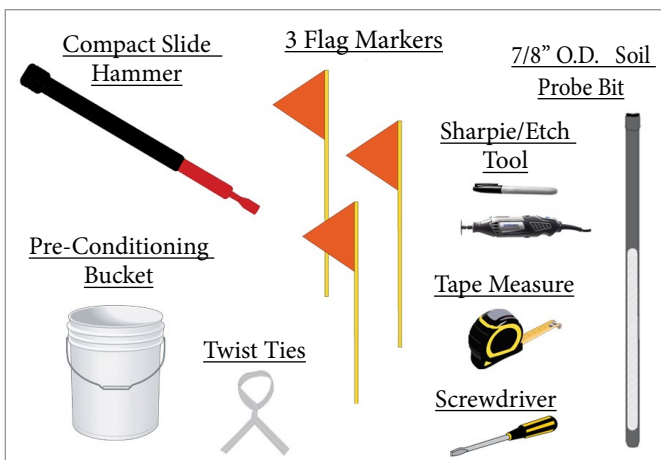 Compact Slide
Hammer
3 Flag Markers
7/8” O.D. Soil
Probe Bit
Sharpie/Etch
Tool
Pre-Conditioning
Bucket
Tape Measure
Twist Ties
Screwdriver